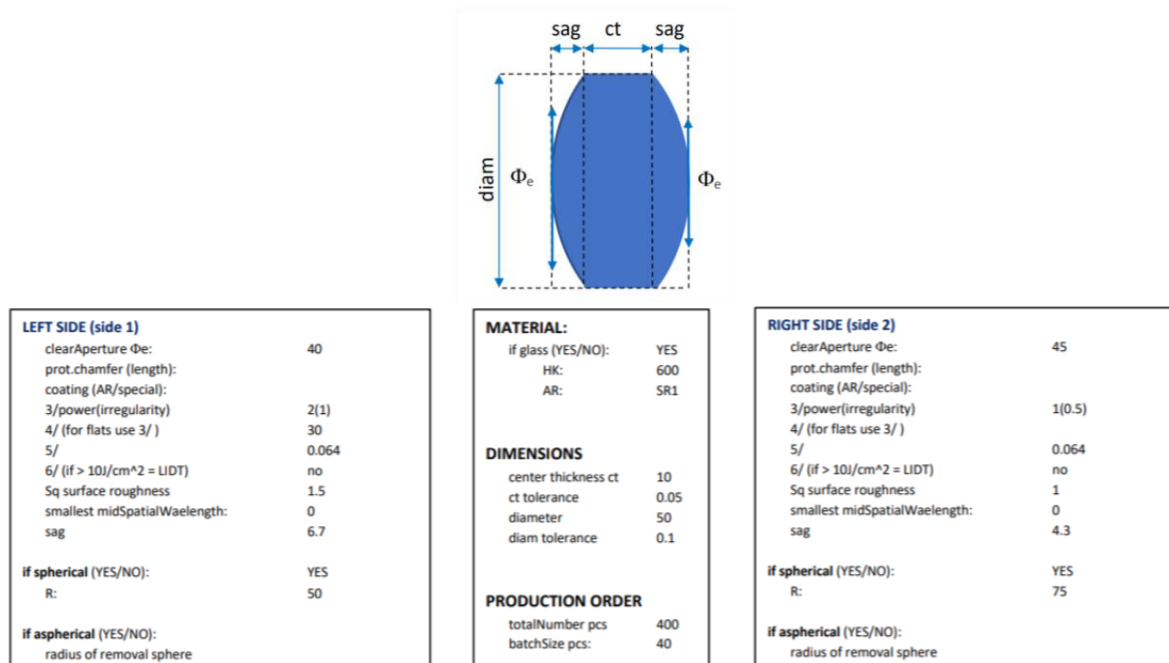 sag ct sag
diam Φe Φe
LEFT SIDE (side 1)
clearAperture Φe: 40
prot.chamfer (length):
coating (AR/special):
3/power(irregularity) 2(1)
4/ (for flats use 3/ ) 30
5/ 0.064
6/ (if > 10J/cm^2 = LIDT) no
Sq surface roughness 1.5
smallest midSpatialWaelength: 0
sag 6.7
if spherical (YES/NO): YES
R: 50
if aspherical (YES/NO):
radius of removal sphere
MATERIAL:
if glass (YES/NO): YES
HK: 600
AR: SR1
DIMENSIONS
center thickness ct 10
ct tolerance 0.05
diameter 50
diam tolerance 0.1
PRODUCTION ORDER
totalNumber pcs 400
batchSize pcs: 40
RIGHT SIDE (side 2)
clearAperture Φe: 45
prot.chamfer (length):
coating (AR/special):
3/power(irregularity) 1(0.5)
4/ (for flats use 3/ )
5/ 0.064
6/ (if > 10J/cm^2 = LIDT) no
Sq surface roughness 1
smallest midSpatialWaelength: 0
sag 4.3
if spherical (YES/NO): YES
R: 75
if aspherical (YES/NO):
radius of removal sphere